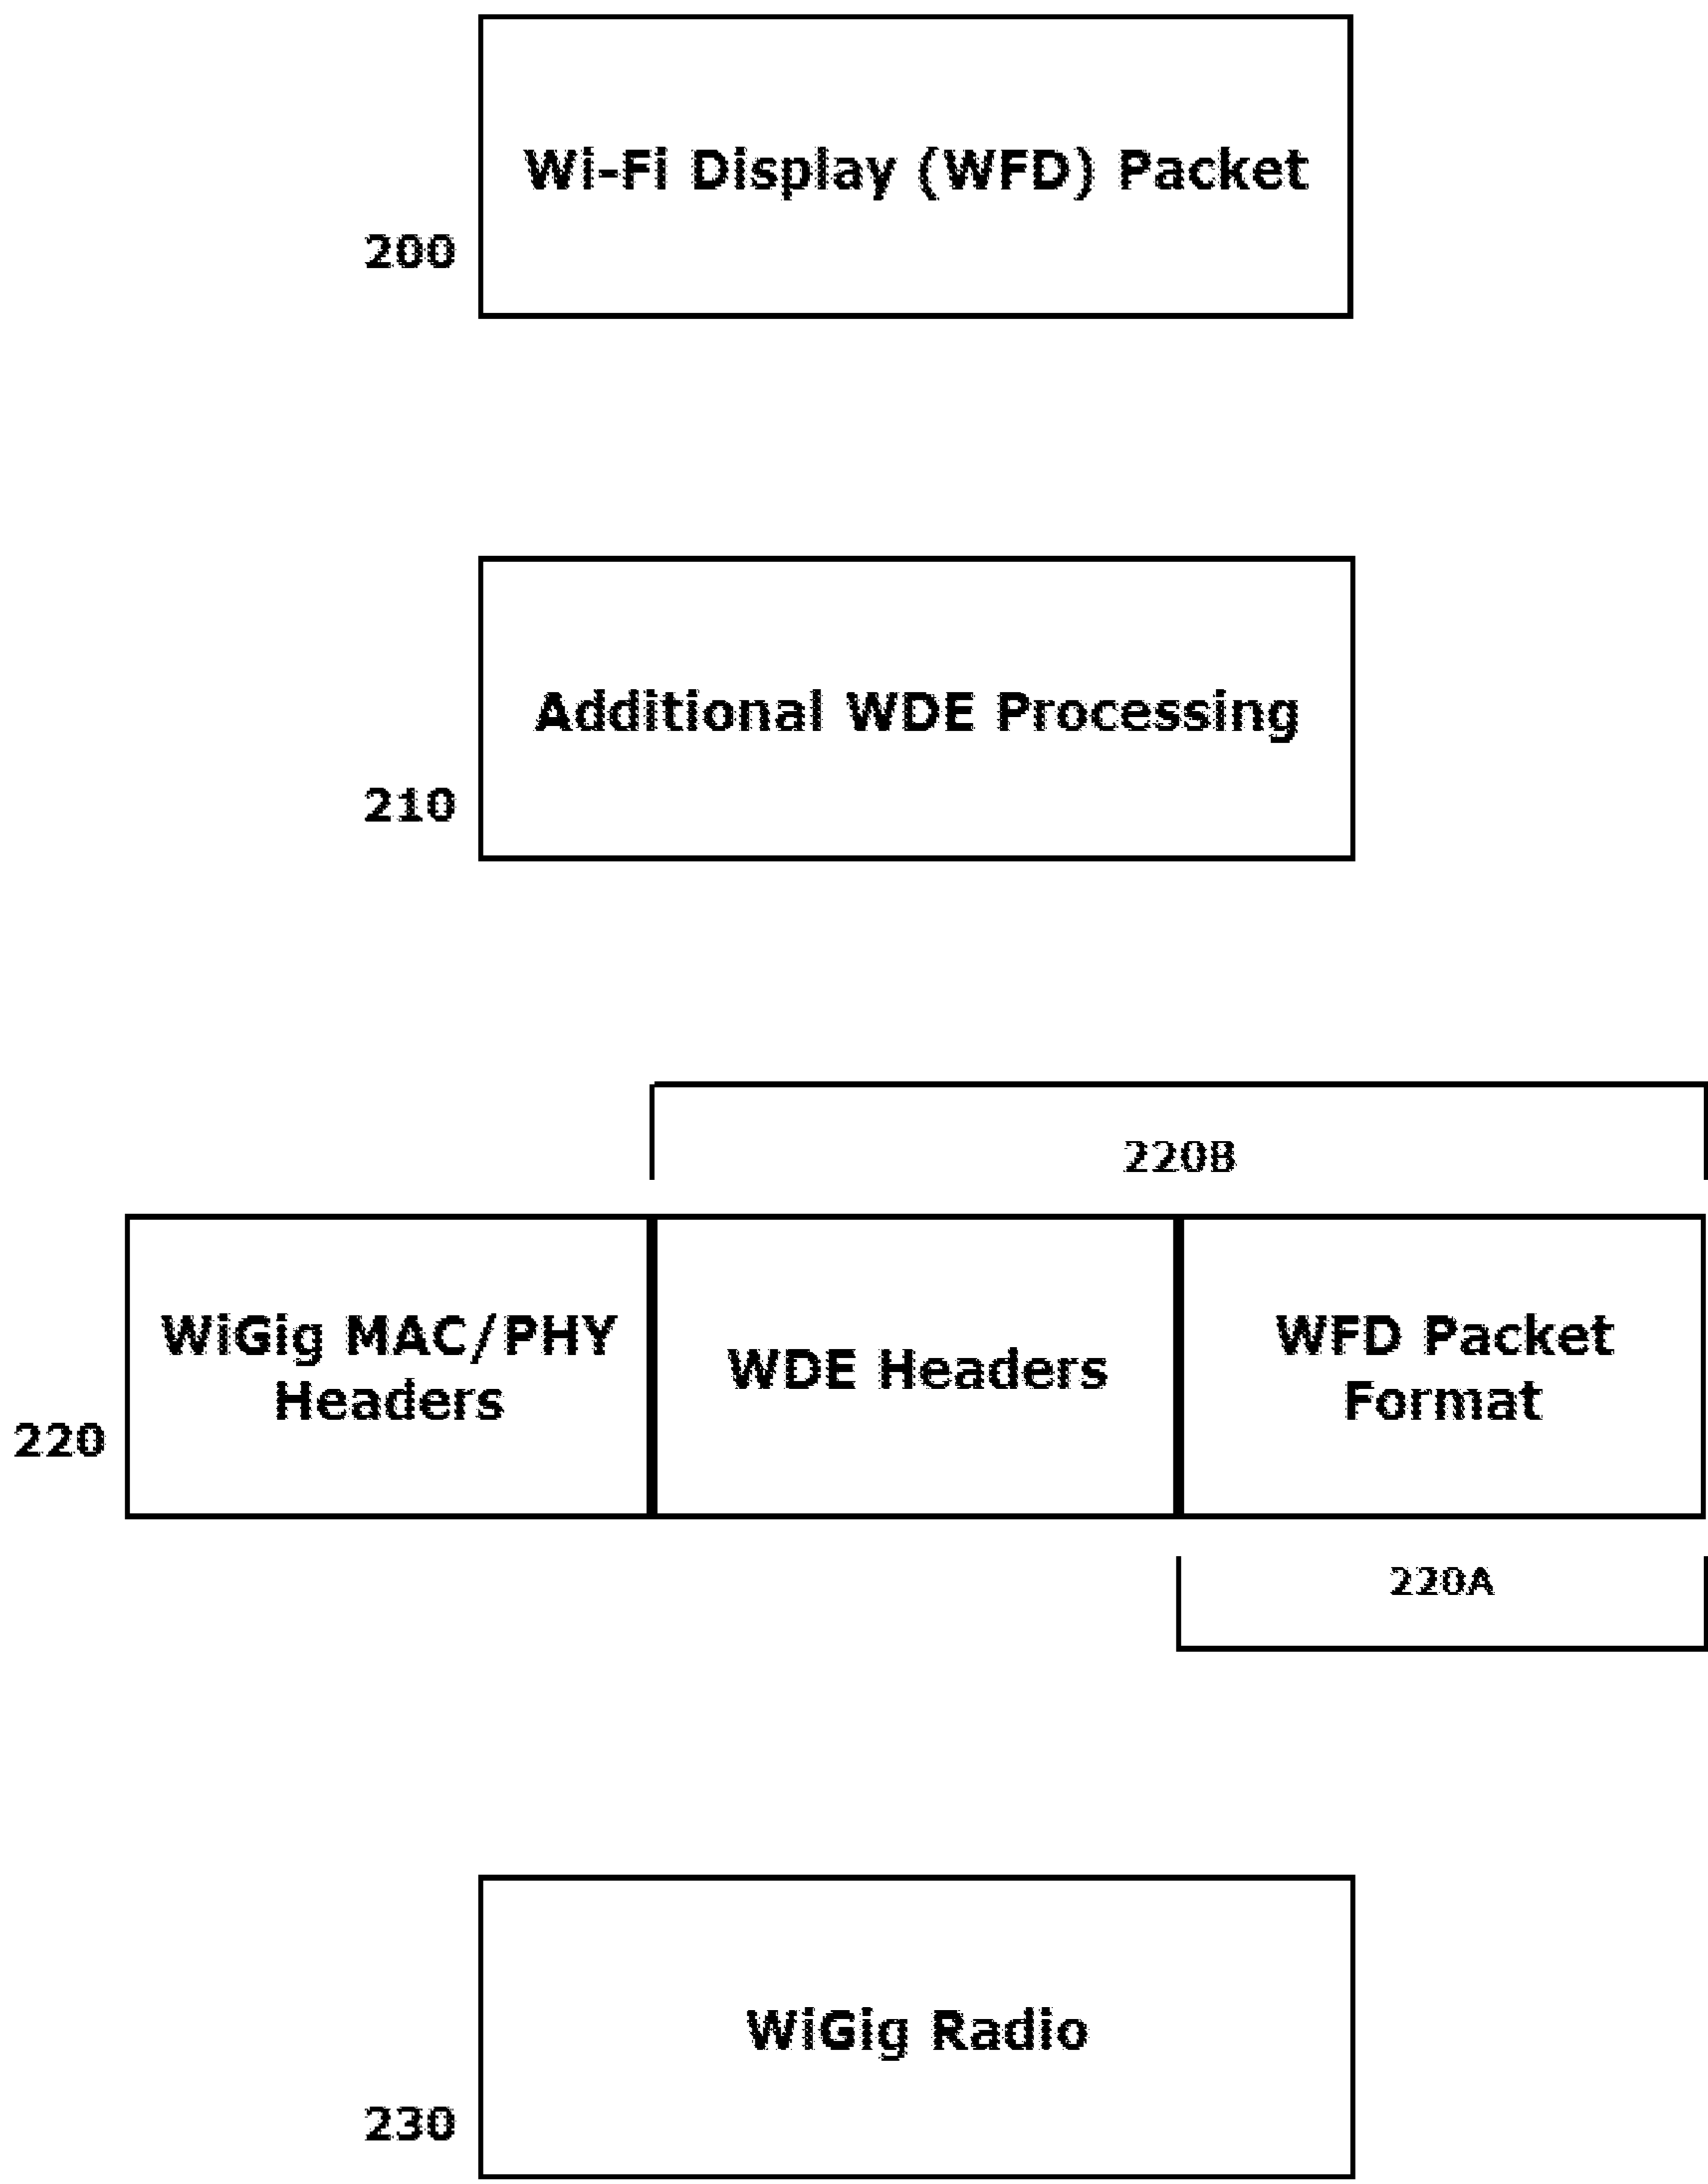 Wi-Fi Display (WFD) Packet
200
Additional WDE Processing
210
220B
WiGig MAC/PHY
Headers
WDE Headers
WFD Packet
Format
220
220A
WiGig Radio
230